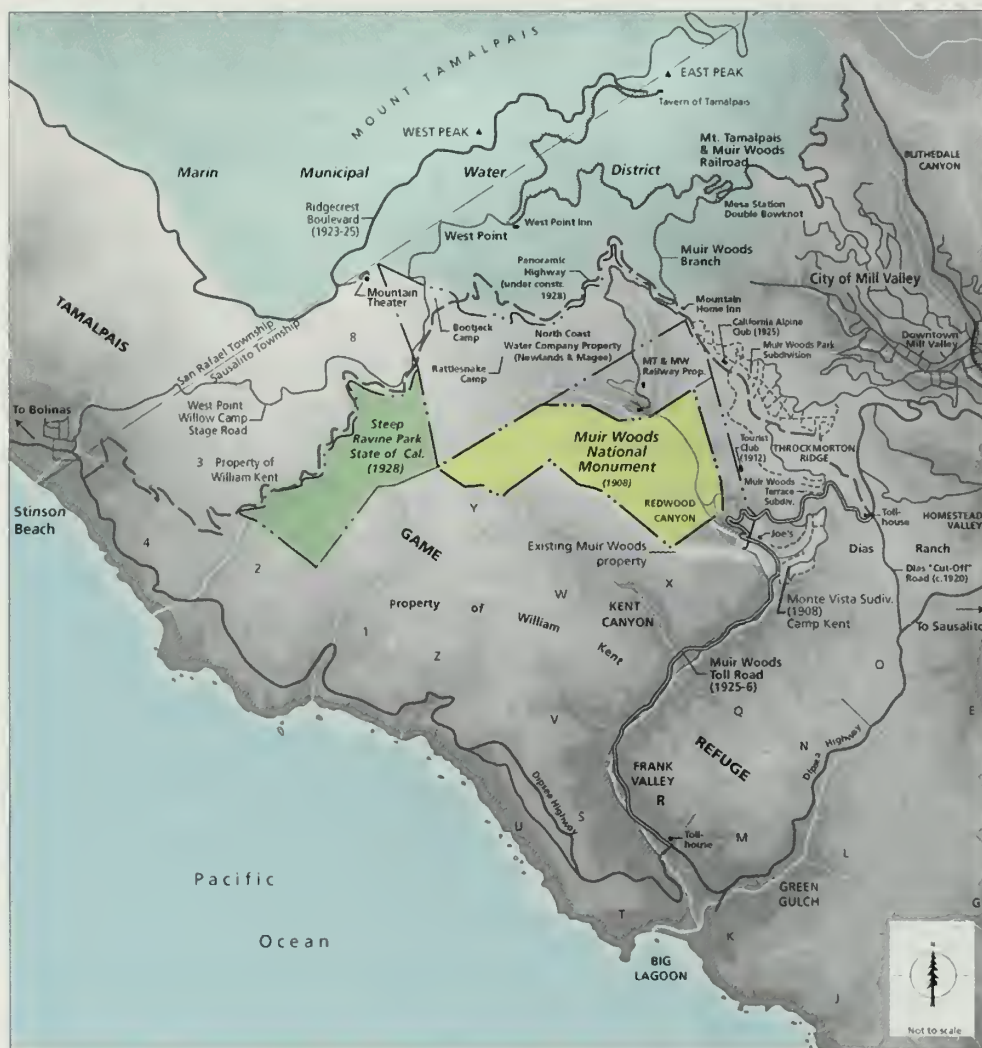 MOUNT TAMALPAIS
EAST PEAK
Tavern of Tamalpais
WEST PEAK
Mt. Tamalpais
& Muir Woods
Railroad
BLITHEDALE
CANYON
Marin Municipal Water District
Ridgecrest
Boulevard
(1923-25)
Mesa Station
Double Bowknot
West Point Inn
West Point
Muir Woods
Branch
Panoramic
Highway
(under constr.
1928)
City of Mill Valley
Mountain
Theater
Mountain
Home Inn
TAMALPAIS
California Alpine
Club (1925)
Bootjack
Camp
North Coast
Water Company Property
(Newlands & Magee)
Muir Woods Park
Subdivision
Downtown
Mill Valley
San Rafael Township
Sausalito Township
8
Rattlesnake
Camp
MT & MW
Railway Prop.
To Bolinas
West Point
Willow Camp
Stage Road
Steep
Ravine Park
State of Cal.
(1928)
Muir Woods
National
Monument
(1908)
Tourist
Club
(1912)
THROCKMORTON
RIDGE
3 Property of
William Kent
Muir Woods
Terrace
Subdiv.
Stinson
Beach
REDWOOD
CANYON
Toll-
house
HOMESTEAD
VALLEY
Y
GAME
Joe's
4
Existing Muir Woods
property
Dias Ranch
2
X
Dias "Cut-Off"
Road (c.1920)
W
KENT
CANYON
Monte Vista Sudiv.
(1908)
Camp Kent
Property of William Kent
1
To Sausalito
Z
Muir Woods
Toll Road
(1925-6)
O
Q
E
V
REFUGE
N
Dipsea Highway
FRANK
VALLEY
R
Dipsee Highway
S
U
Toll-
house
M
L
Pacific
Ocean
GREEN
GULCH
G
T
K
BIG
LAGOON
J
N
Not to scale